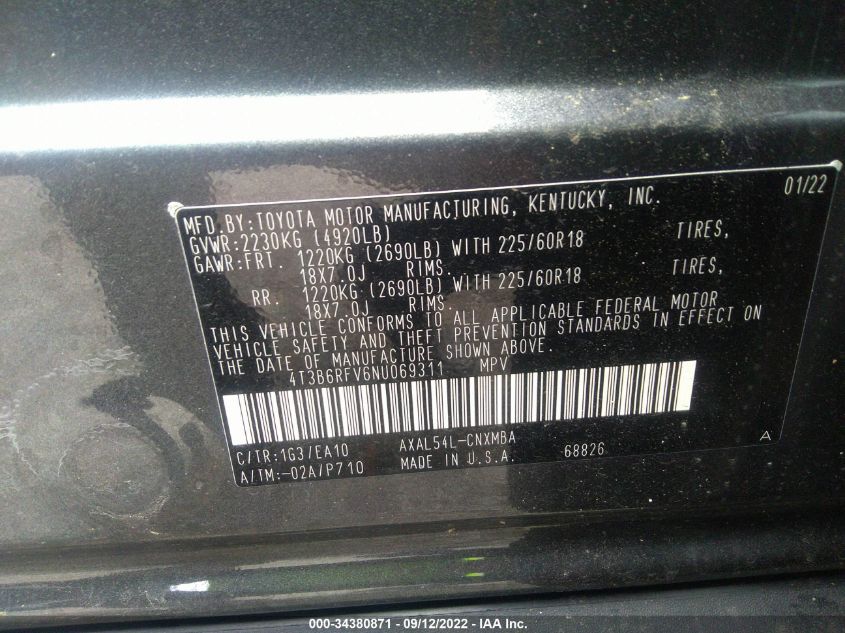 01/22
MFD.BY:TOYOTA MOTOR MANUFACTURING, KENTUCKY, INC.
GVWR:2230KG (4920LB)
GAWR:FRT. 1220KG (2690LB) WITH 225/60R18 TIRES,
18X7.0J RIMS.
RR. 1220KG (2690LB) WITH 225/60R18 TIRES,
18X7.0J RIMS.
THIS VEHICLE CONFORMS TO ALL APPLICABLE FEDERAL MOTOR
VEHICLE SAFETY AND THEFT PREVENTION STANDARDS IN EFFECT ON
THE DATE OF MANUFACTURE SHOWN ABOVE.
4T3B6RFV6NU069311 MPV
C/TR:1G3/EA10 AXAL54L-CNXMBA
A/TM:-02A/P710 MADE IN U.S.A. 68826 A
000-34380871 - 09/12/2022 - IAA Inc.